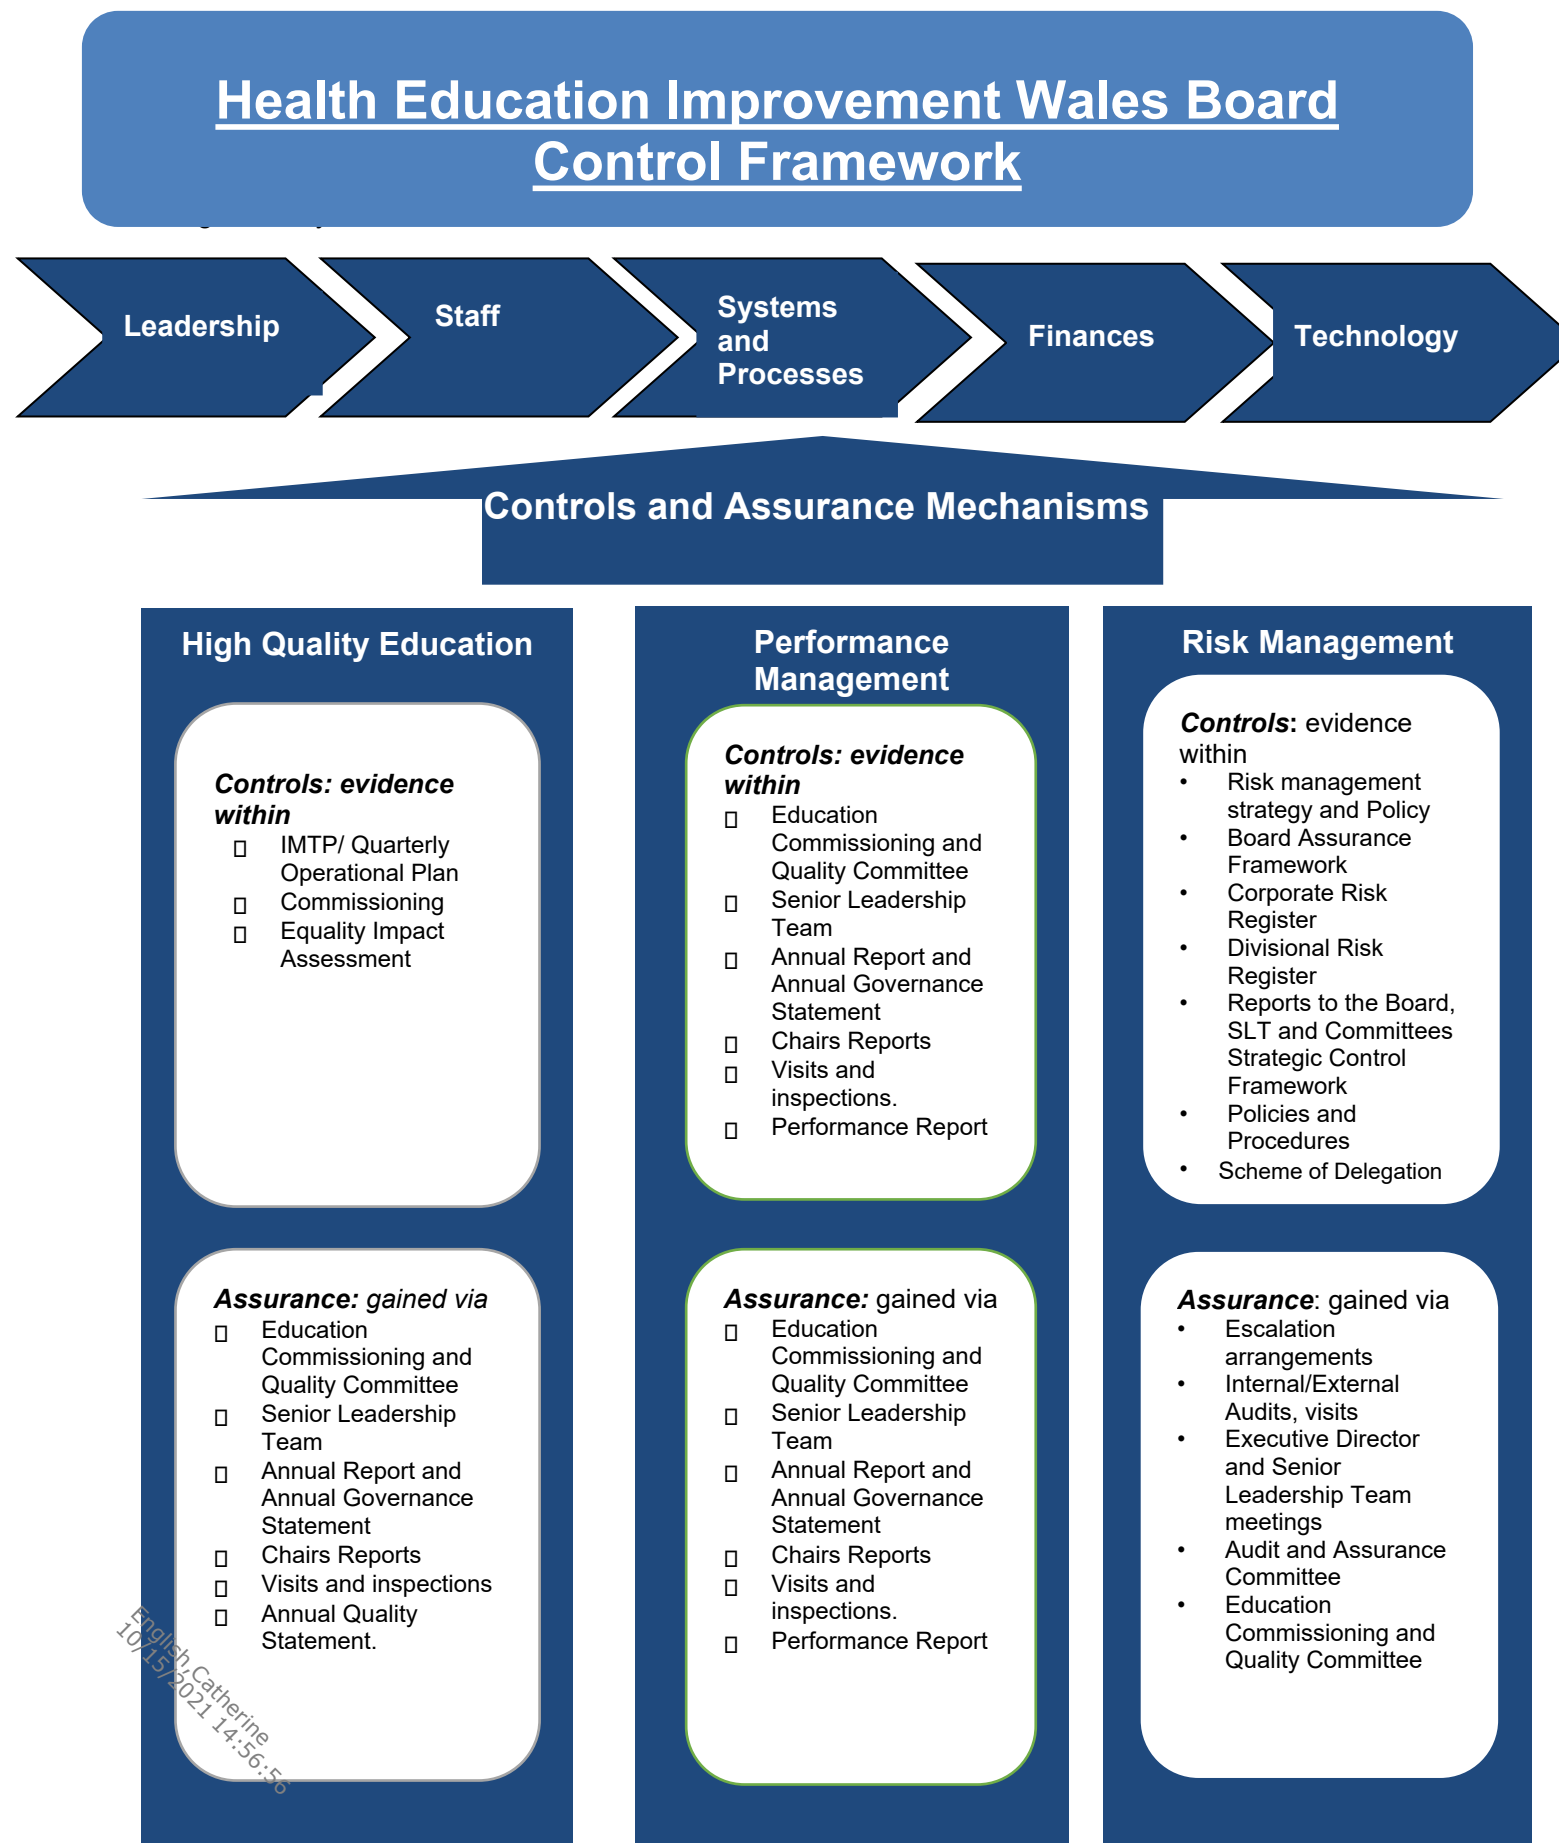 Health Education Improvement Wales Board
Control Framework
Leadership
Staff
Systems
and
Processes
Finances
Technology
Controls and Assurance Mechanisms
High Quality Education
Controls: evidence
within
IMTP/ Quarterly
Operational Plan
Commissioning
Equality Impact
Assessment
Assurance: gained via
Education
Commissioning and
Quality Committee
Senior Leadership
Team
Annual Report and
Annual Governance
Statement
Chairs Reports
Visits and inspections
Annual Quality
Statement.
Performance
Management
Controls: evidence
within
Education
Commissioning and
Quality Committee
Senior Leadership
Team
Annual Report and
Annual Governance
Statement
Chairs Reports
Visits and
inspections.
Performance Report
Assurance: gained via
Education
Commissioning and
Quality Committee
Senior Leadership
Team
Annual Report and
Annual Governance
Statement
Chairs Reports
Visits and
inspections.
Performance Report
Risk Management
Controls: evidence
within
• Risk management
strategy and Policy
• Board Assurance
Framework
• Corporate Risk
Register
• Divisional Risk
Register
• Reports to the Board,
SLT and Committees
Strategic Control
Framework
• Policies and
Procedures
• Scheme of Delegation
Assurance: gained via
• Escalation
arrangements
• Internal/External
Audits, visits
• Executive Director
and Senior
Leadership Team
meetings
• Audit and Assurance
Committee
• Education
Commissioning and
Quality Committee
English,Catherine
10/15/2021 14:56:56